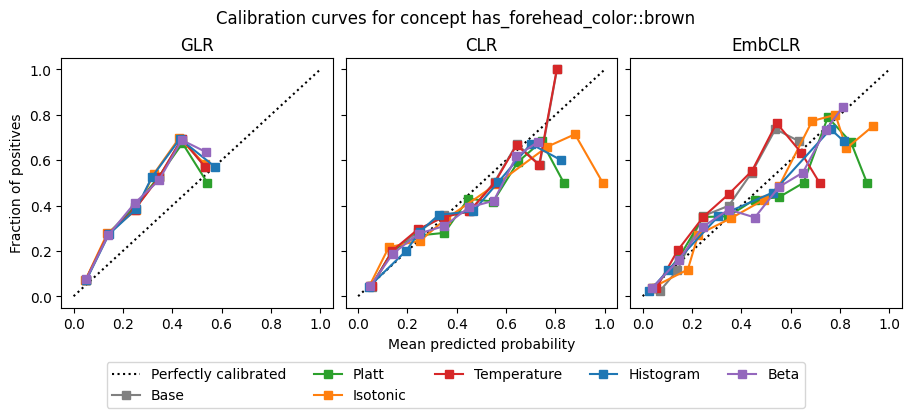 Calibration curves for concept has_forehead_color::brown
GLR
CLR
EmbCLR
Fraction of positives
1.0
0.8
0.6
0.4
0.2
0.0
0.0 0.2 0.4 0.6 0.8 1.0
0.0 0.2 0.4 0.6 0.8 1.0
0.0 0.2 0.4 0.6 0.8 1.0
Mean predicted probability
Perfectly calibrated
Base
Platt
Isotonic
Temperature
Histogram
Beta